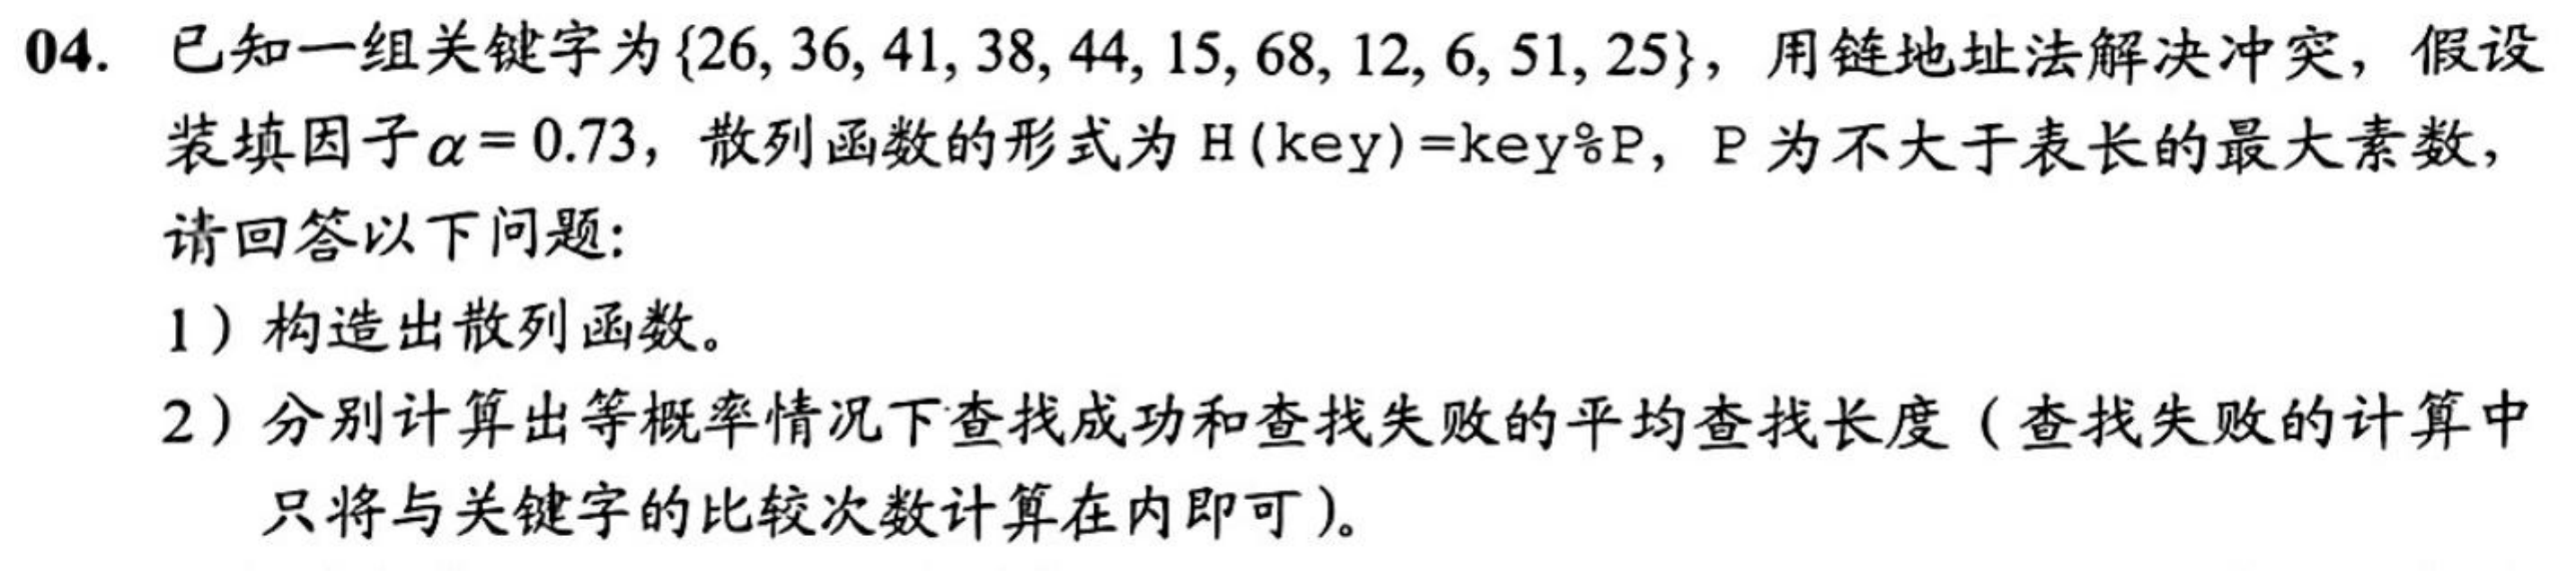 04. 已知一组关键字为{26, 36, 41, 38, 44, 15, 68, 12, 6, 51, 25}，用链地址法解决冲突，假设
装填因子α = 0.73，散列函数的形式为 H(key)=key%P，P 为不大于表长的最大素数，
请回答以下问题：
1）构造出散列函数。
2）分别计算出等概率情况下查找成功和查找失败的平均查找长度（查找失败的计算中
只将与关键字的比较次数计算在内即可）。